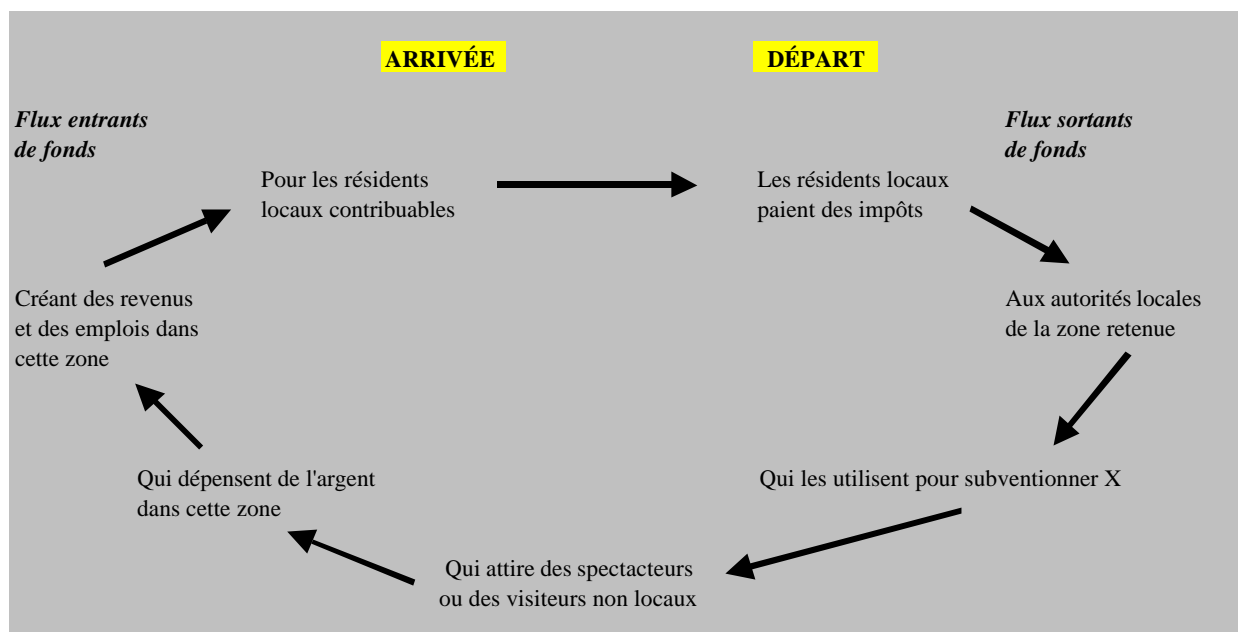 ARRIVÉE
DÉPART
Flux entrants
de fonds
Flux sortants
de fonds
Pour les résidents
locaux contribuables
Les résidents locaux
paient des impôts
Créant des revenus
et des emplois dans
cette zone
Aux autorités locales
de la zone retenue
Qui dépensent de l'argent
dans cette zone
Qui les utilisent pour subventionner X
Qui attire des spectacteurs
ou des visiteurs non locaux